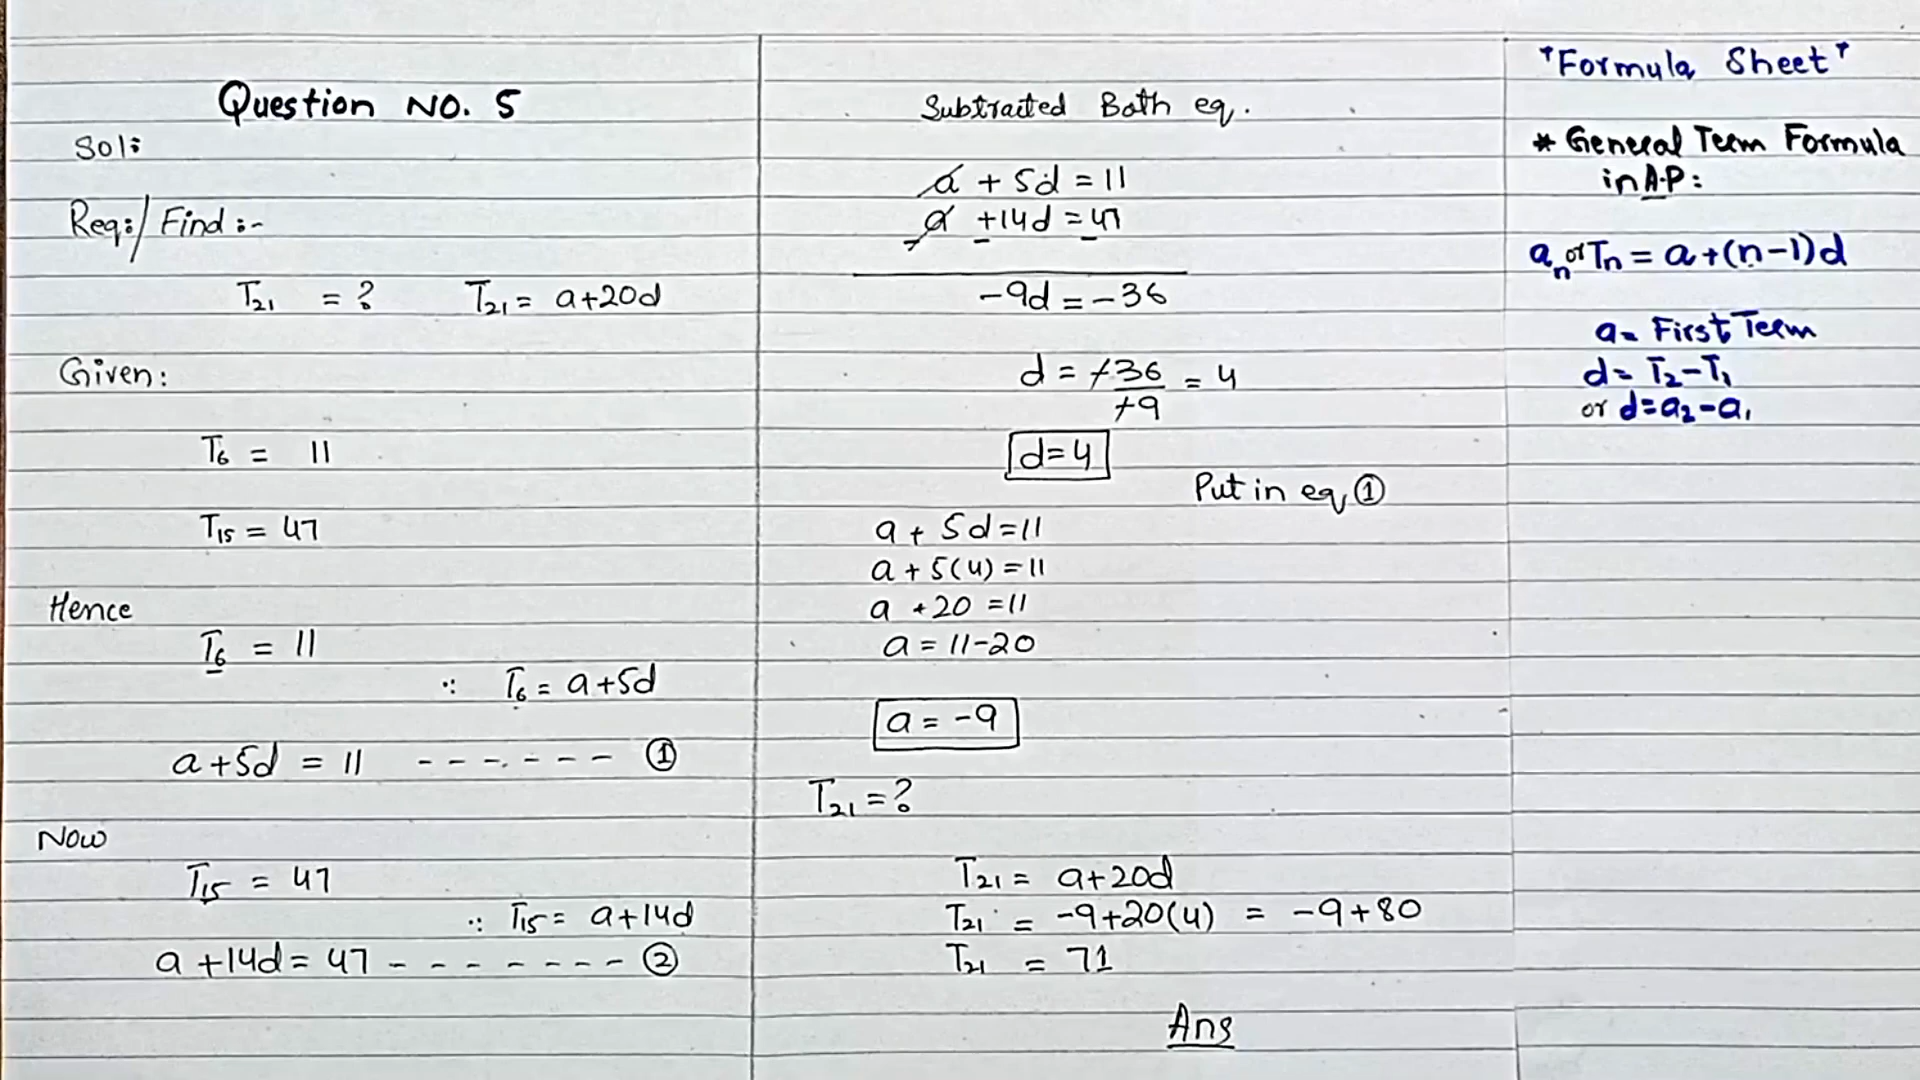 Question NO. 5
Sol:
Req:/ Find :-
T₂₁ = ? T₂₁ = a+20d
Given:
T₆ = 11
T₁₅ = 47
Hence
T₆ = 11
∵ T₆ = a+5d
a+5d = 11 - - - - - - - ①
Now
T₁₅ = 47
∵ T₁₅ = a+14d
a+14d = 47 - - - - - - - - ②
Subtracted Both eq.
a + 5d = 11
a +14d = 47
- - -
-9d = -36
d = -36/-9 = 4
d=4
Put in eq ①
a + 5d = 11
a + 5(4) = 11
a + 20 = 11
a = 11-20
a = -9
T₂₁ = ?
T₂₁ = a+20d
T₂₁ = -9+20(4) = -9+80
T₂₁ = 71
Ans
"Formula Sheet"
* General Term Formula
in A.P:
aₙ or Tₙ = a+(n-1)d
a= First Term
d= T₂-T₁
or d=a₂-a₁